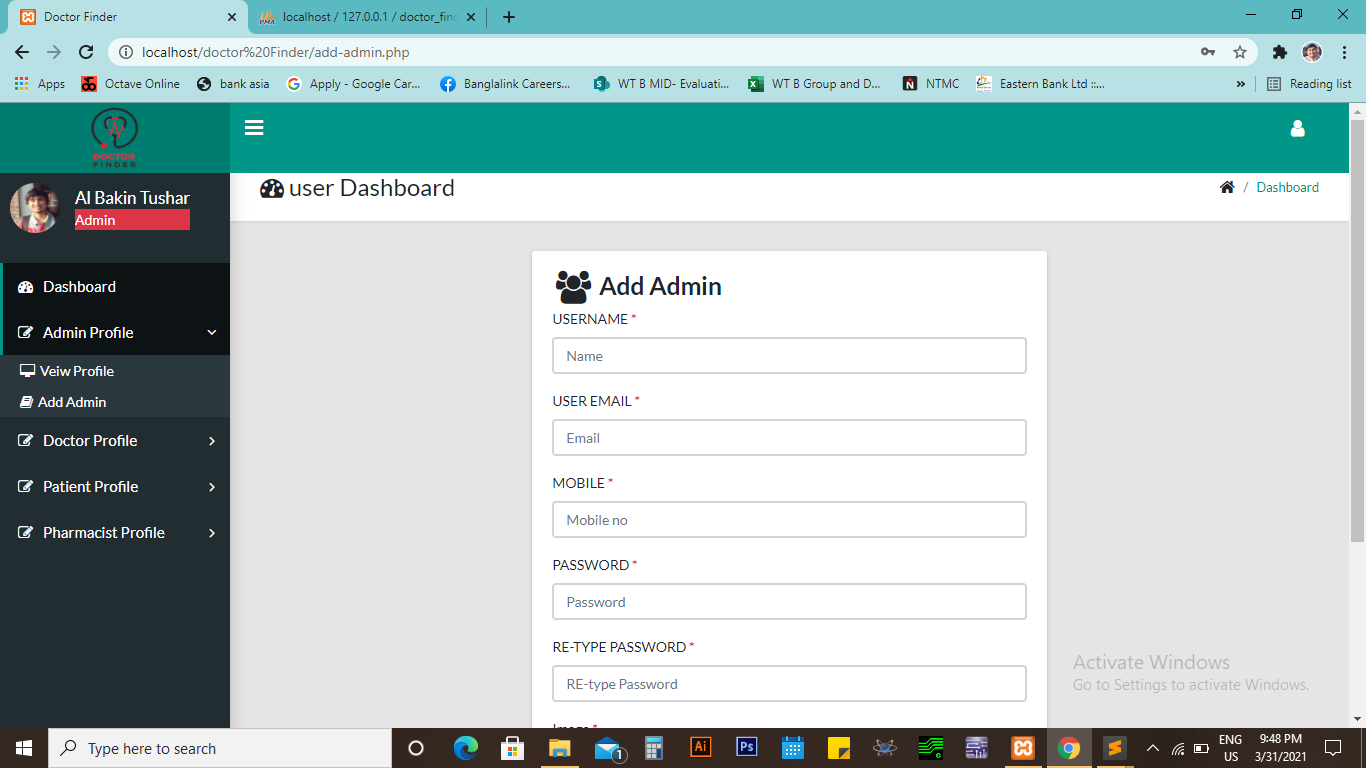 Doctor Finder
localhost / 127.0.0.1 / doctor_find
localhost/doctor%20Finder/add-admin.php
Apps
Octave Online
bank asia
Apply - Google Car...
Banglalink Careers...
WT B MID- Evaluati...
WT B Group and D...
NTMC
Eastern Bank Ltd ::...
»
Reading list
DOCTOR
FINDER
Al Bakin Tushar
Admin
user Dashboard
/ Dashboard
Dashboard
Admin Profile
Veiw Profile
Add Admin
Doctor Profile
Patient Profile
Pharmacist Profile
Add Admin
USERNAME *
Name
USER EMAIL *
Email
MOBILE *
Mobile no
PASSWORD *
Password
RE-TYPE PASSWORD *
RE-type Password
Image *
Activate Windows
Go to Settings to activate Windows.
Type here to search
1
Ai
Ps
ENG
US
9:48 PM
3/31/2021